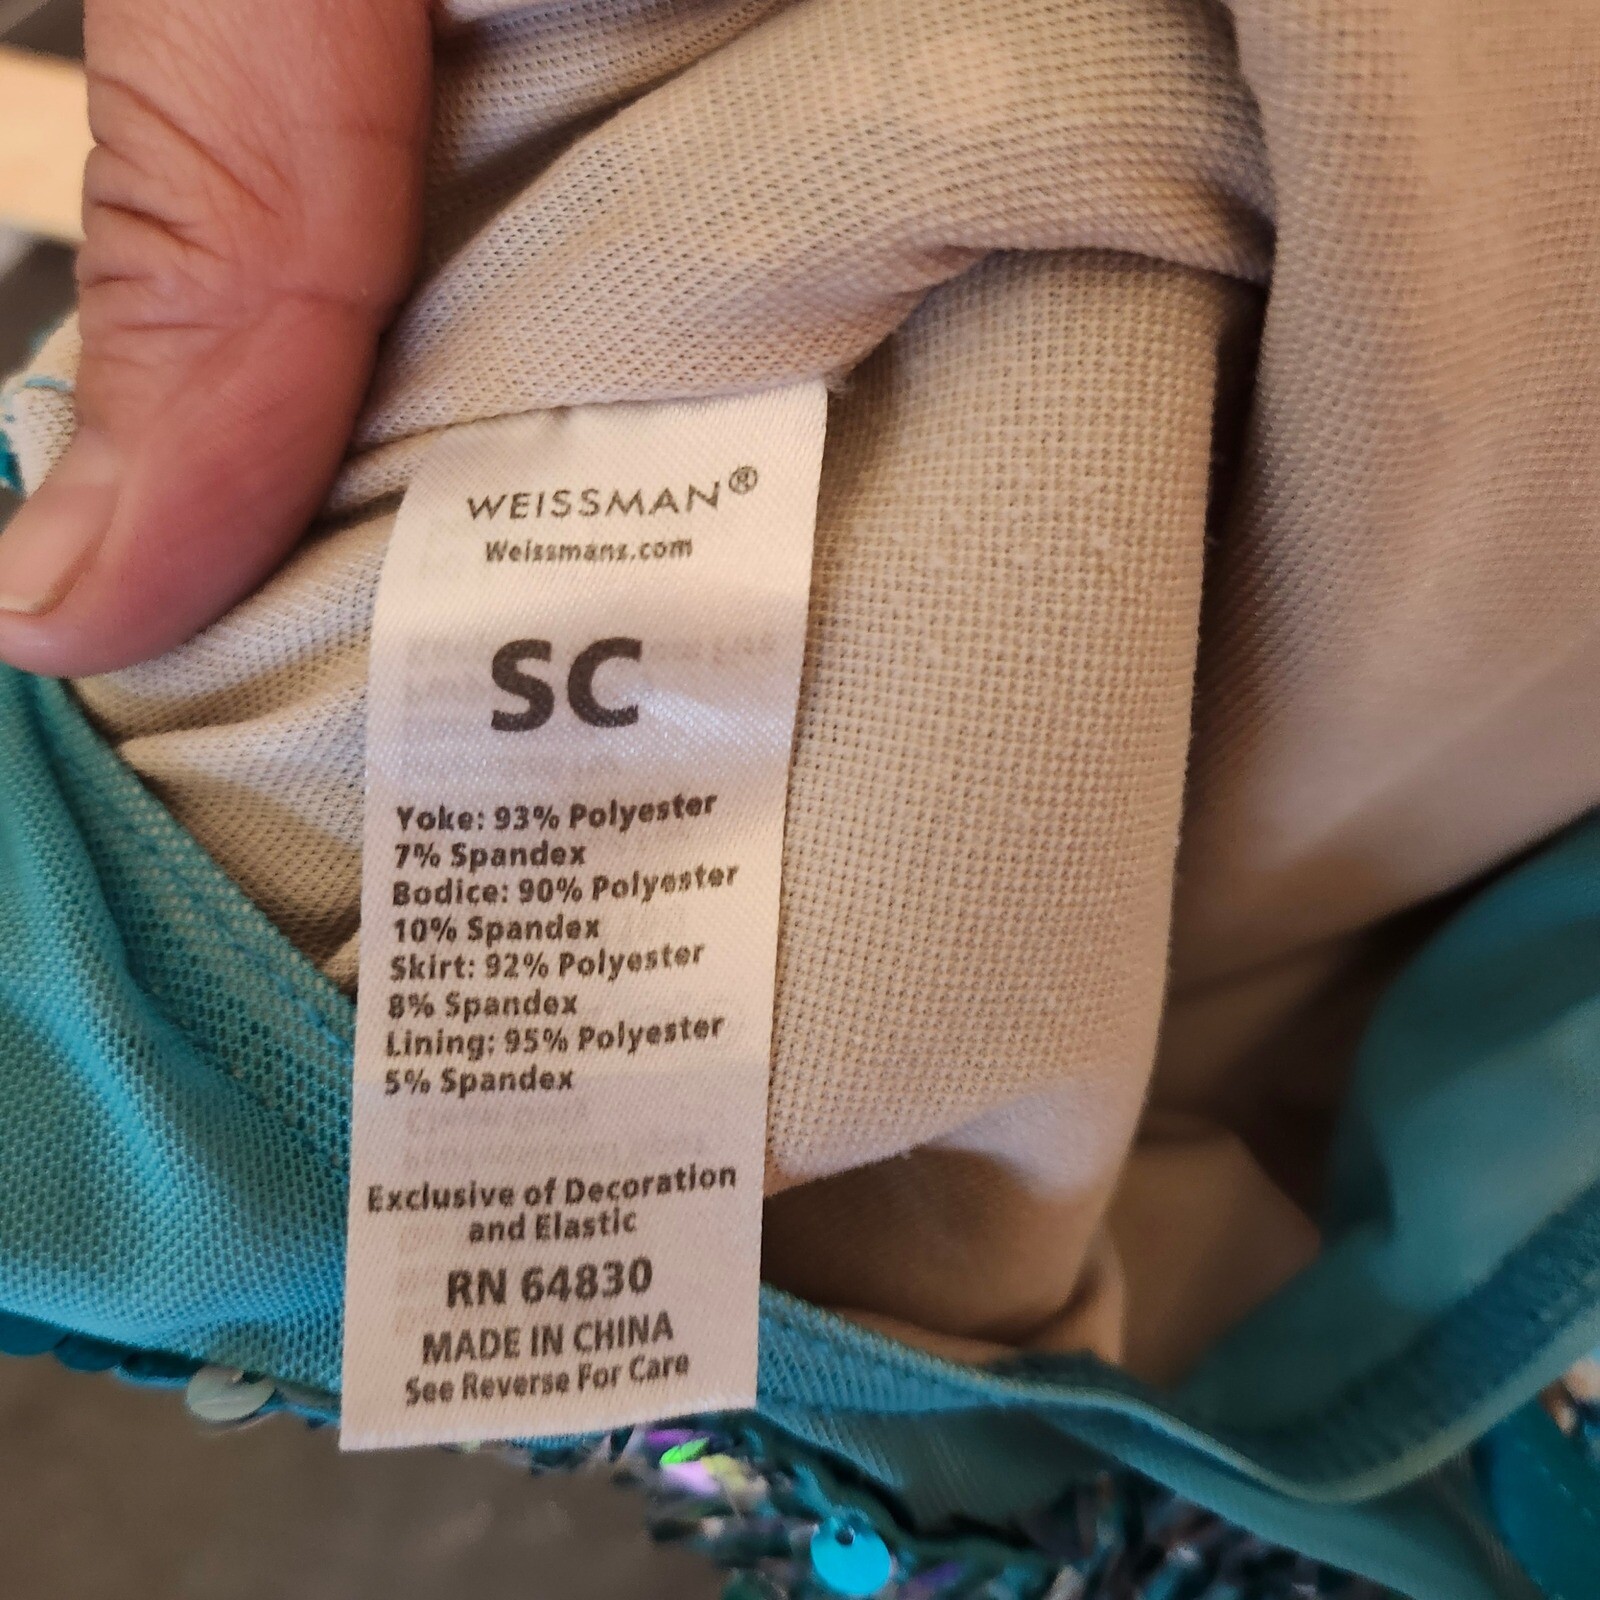 WEISSMAN®
Weissmans.com
SC
Yoke: 93% Polyester
7% Spandex
Bodice: 90% Polyester
10% Spandex
Skirt: 92% Polyester
8% Spandex
Lining: 95% Polyester
5% Spandex
Exclusive of Decoration
and Elastic
RN 64830
MADE IN CHINA
See Reverse For Care